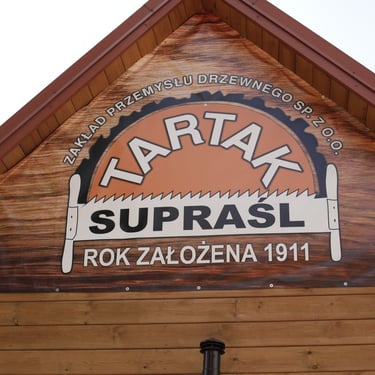 ZAKŁAD PRZEMYSŁU DRZEWNEGO SP. Z O.O.
TARTAK
SUPRAŚL
ROK ZAŁOŻENA 1911